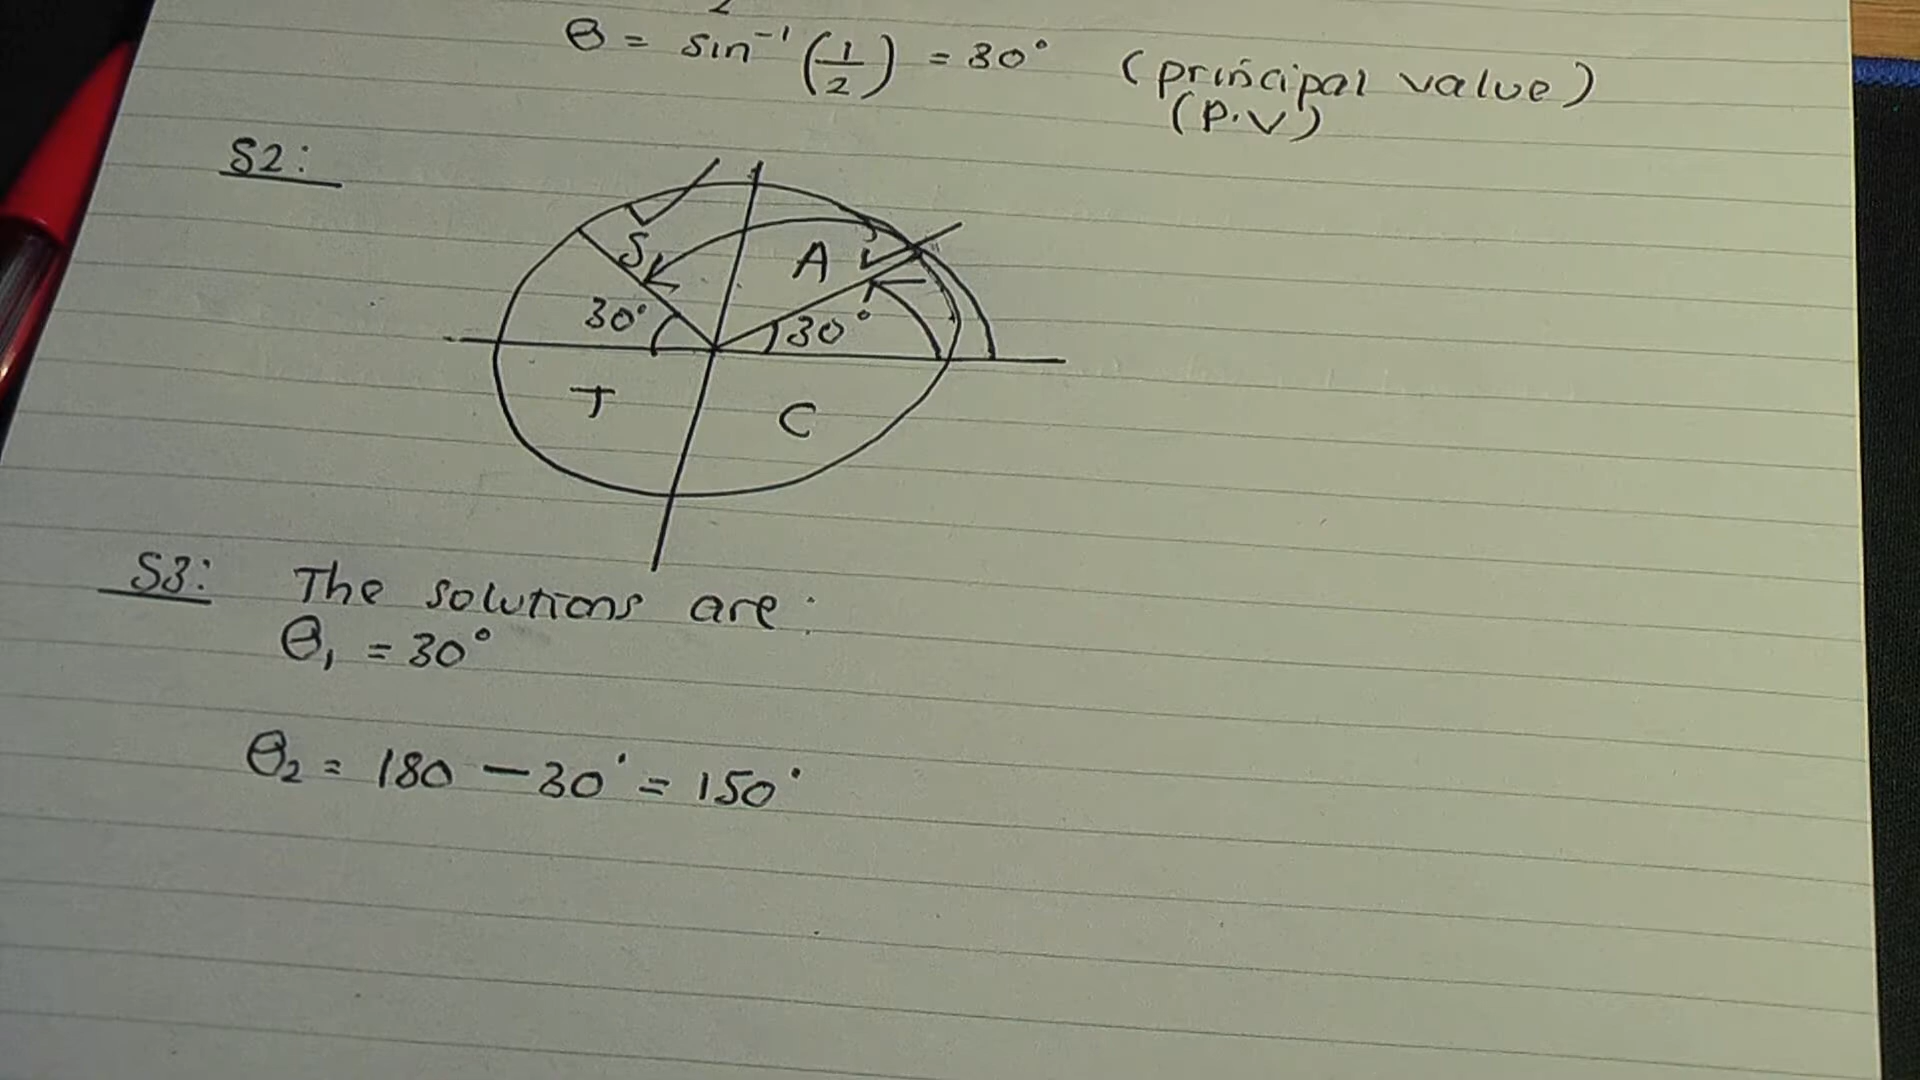 2
θ = sin⁻¹ (1/2) = 30° (principal value)
(P.V)
S2:
S A
30° 30°
T C
S3: The solutions are:
θ₁ = 30°
θ₂ = 180 − 30° = 150°